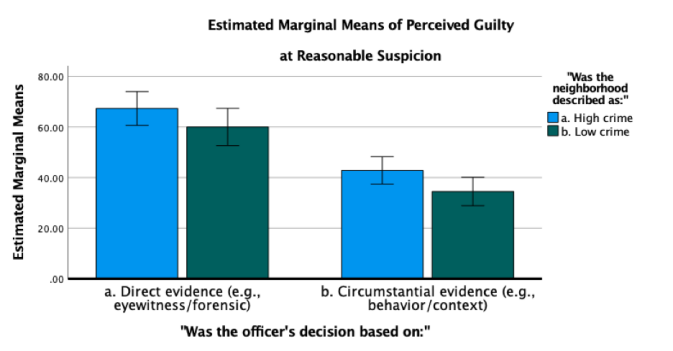 Estimated Marginal Means of Perceived Guilty
at Reasonable Suspicion
Estimated Marginal Means
80.00
60.00
40.00
20.00
.00
"Was the
neighborhood
described as:"
a. High crime
b. Low crime
a. Direct evidence (e.g.,
eyewitness/forensic)
b. Circumstantial evidence (e.g.,
behavior/context)
"Was the officer's decision based on:"